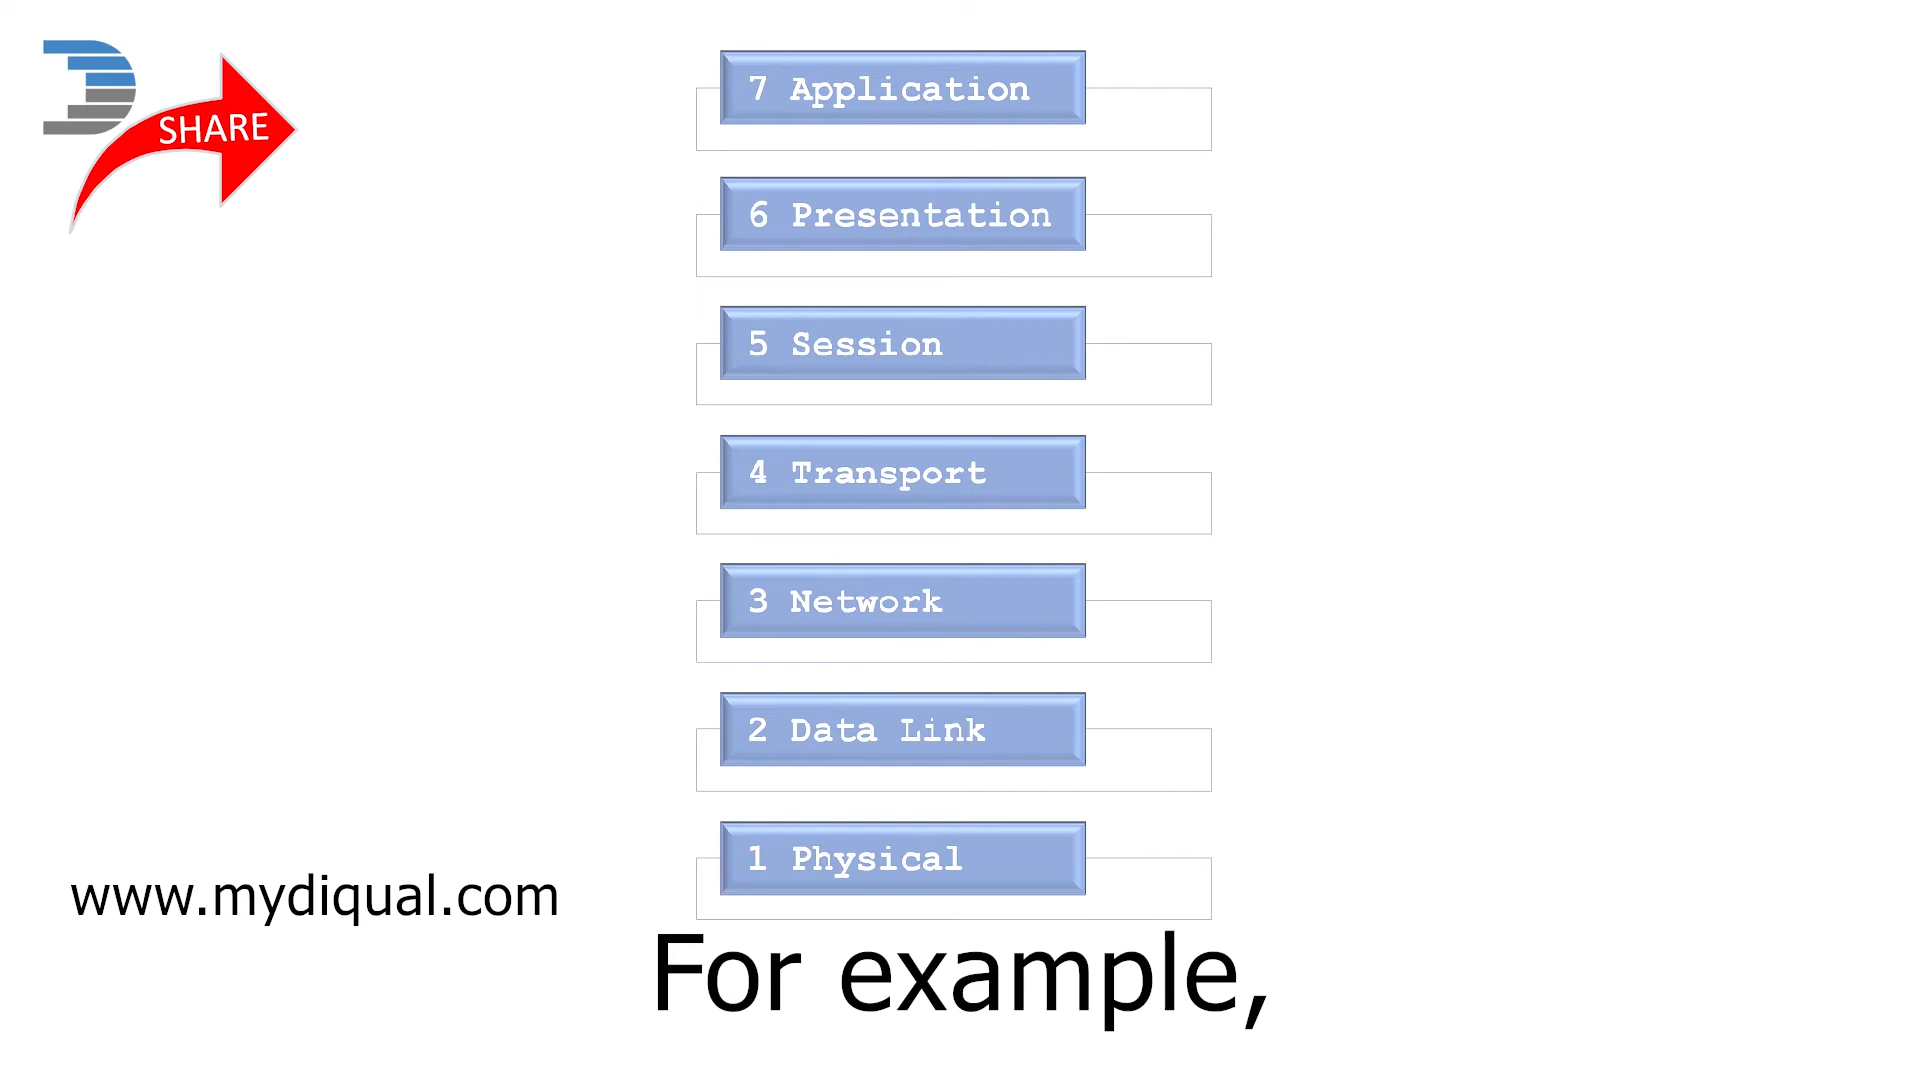 SHARE
7 Application
6 Presentation
5 Session
4 Transport
3 Network
2 Data Link
1 Physical
www.mydiqual.com
For example,